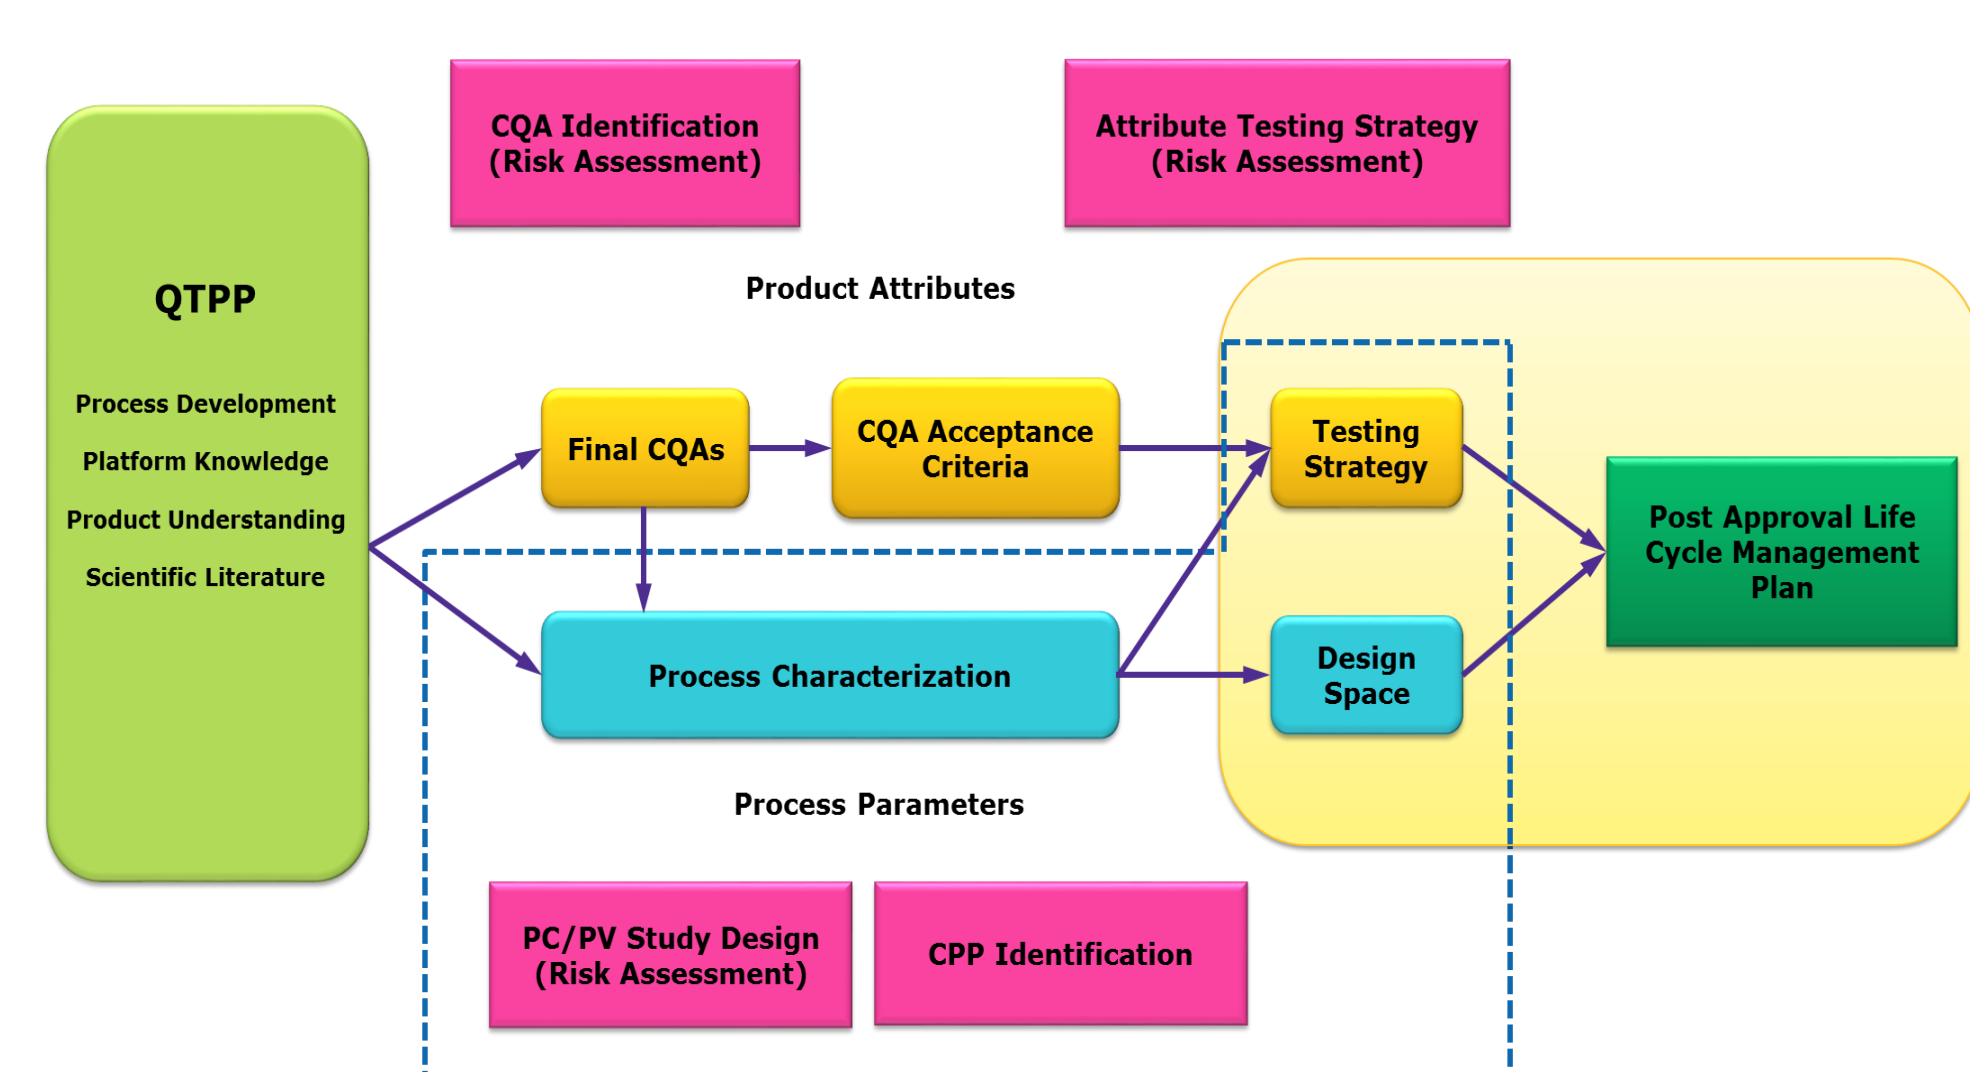 CQA Identification
(Risk Assessment)
Attribute Testing Strategy
(Risk Assessment)
QTPP
Process Development
Platform Knowledge
Product Understanding
Scientific Literature
Product Attributes
Final CQAs
CQA Acceptance
Criteria
Testing
Strategy
Post Approval Life
Cycle Management
Plan
Process Characterization
Design
Space
Process Parameters
PC/PV Study Design
(Risk Assessment)
CPP Identification